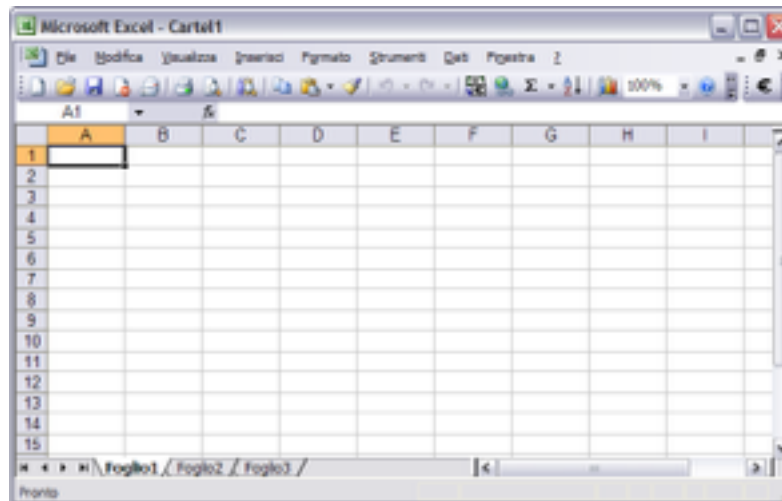 Microsoft Excel - Cartel1
File Modifica Visualizza Inserisci Formato Strumenti Dati Finestra ?
Σ 100% €
A1 fx
A B C D E F G H I
1
2
3
4
5
6
7
8
9
10
11
12
13
14
15
Foglio1 Foglio2 Foglio3
Pronto